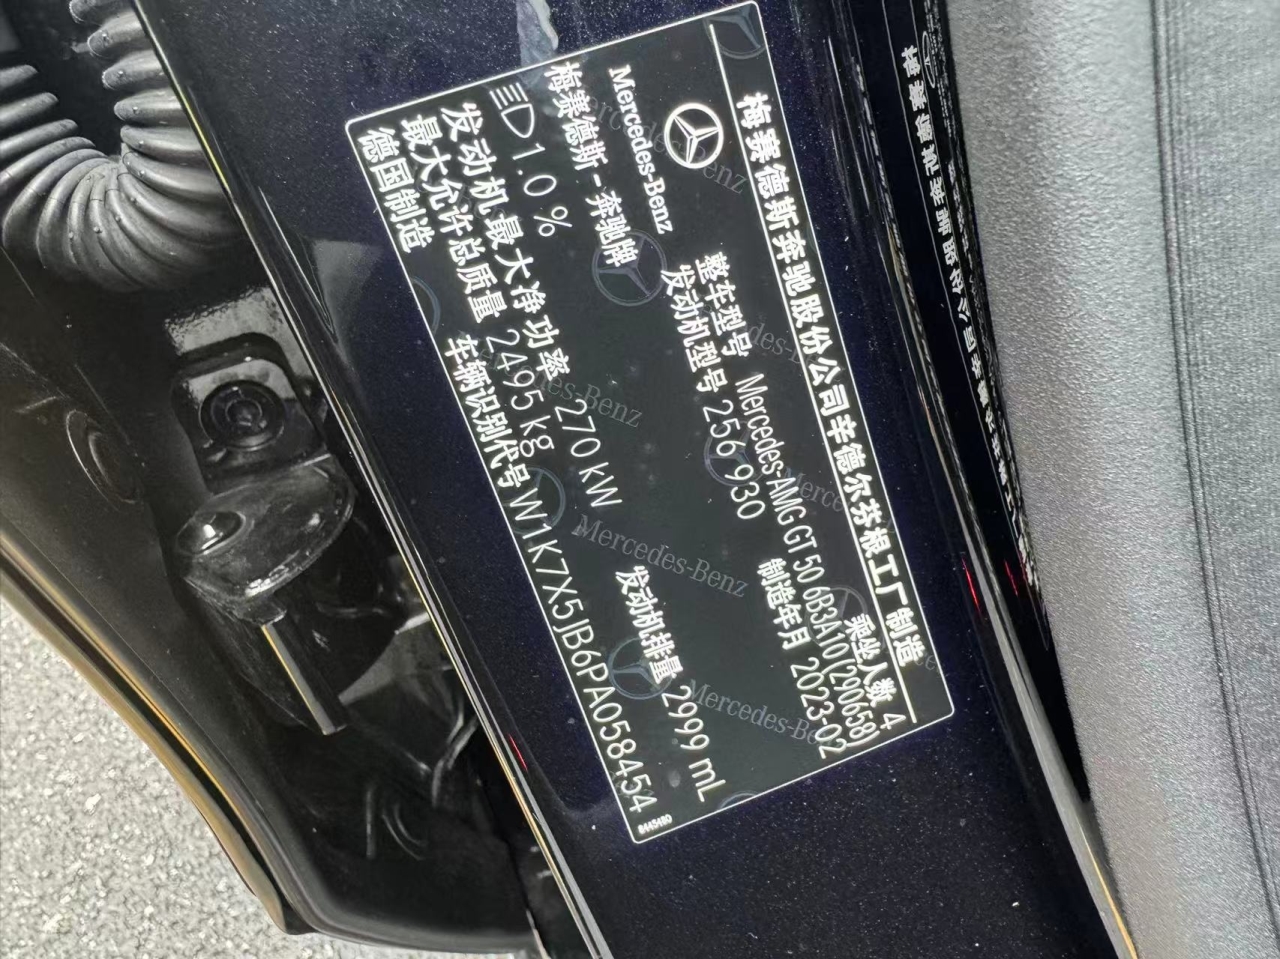 梅赛德斯奔驰股份公司辛德尔芬根工厂制造
乘坐人数 4
Mercedes-Benz
整车型号 Mercedes-AMG GT 50 6B3A10(290658)
发动机型号 256 930
制造年月 2023-02
梅赛德斯-奔驰牌
1.0 %
发动机最大净功率 270 kW
发动机排量 2999 mL
最大允许总质量 2495 kg
德国制造
车辆识别代号 W1K7X5JB6PA058454